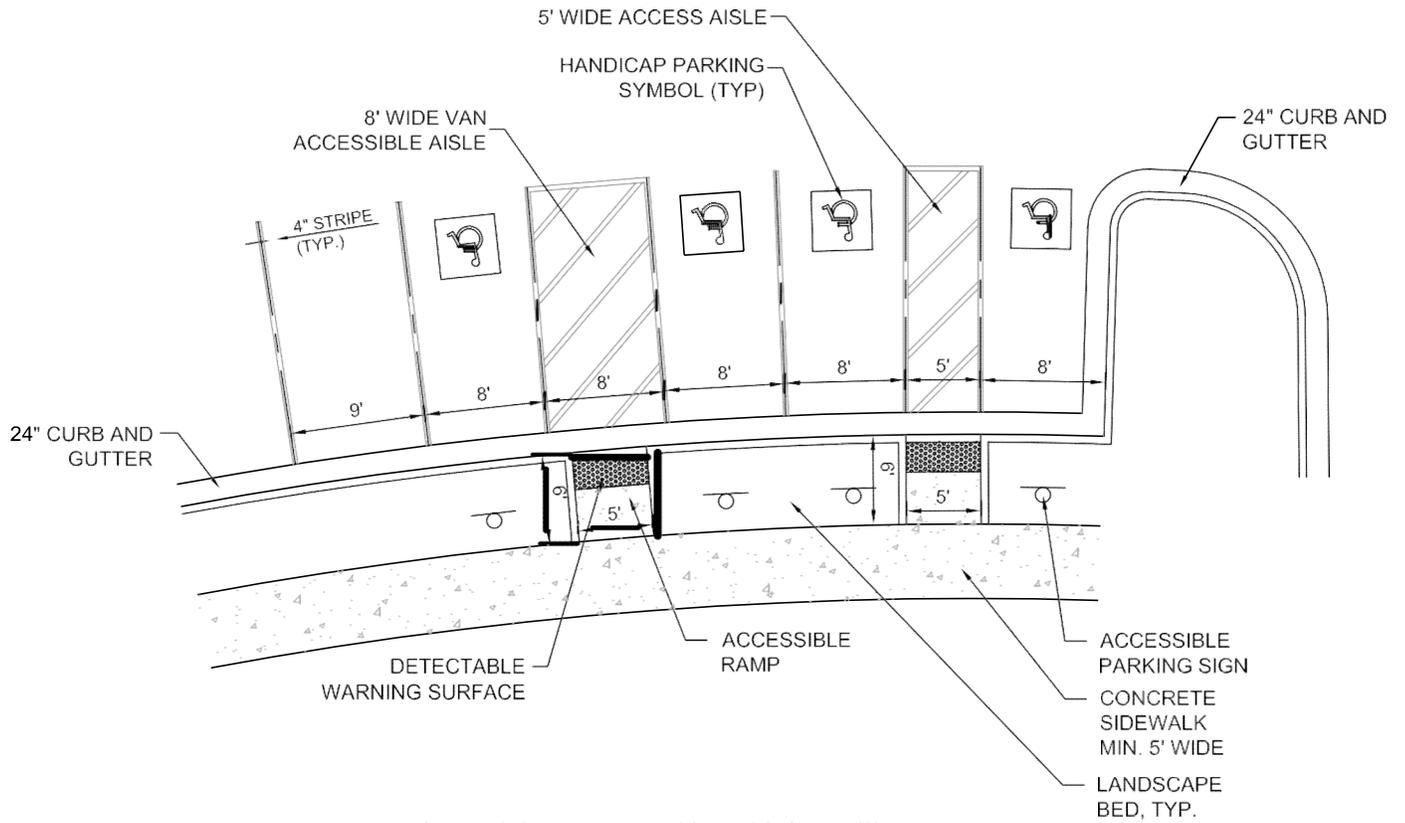 5' WIDE ACCESS AISLE
HANDICAP PARKING
SYMBOL (TYP)
8' WIDE VAN
ACCESSIBLE AISLE
24" CURB AND
GUTTER
4" STRIPE
(TYP.)
9'
8'
8'
8'
8'
5'
8'
24" CURB AND
GUTTER
6'
5'
6'
5'
DETECTABLE
WARNING SURFACE
ACCESSIBLE
RAMP
ACCESSIBLE
PARKING SIGN
CONCRETE
SIDEWALK
MIN. 5' WIDE
LANDSCAPE
BED, TYP.